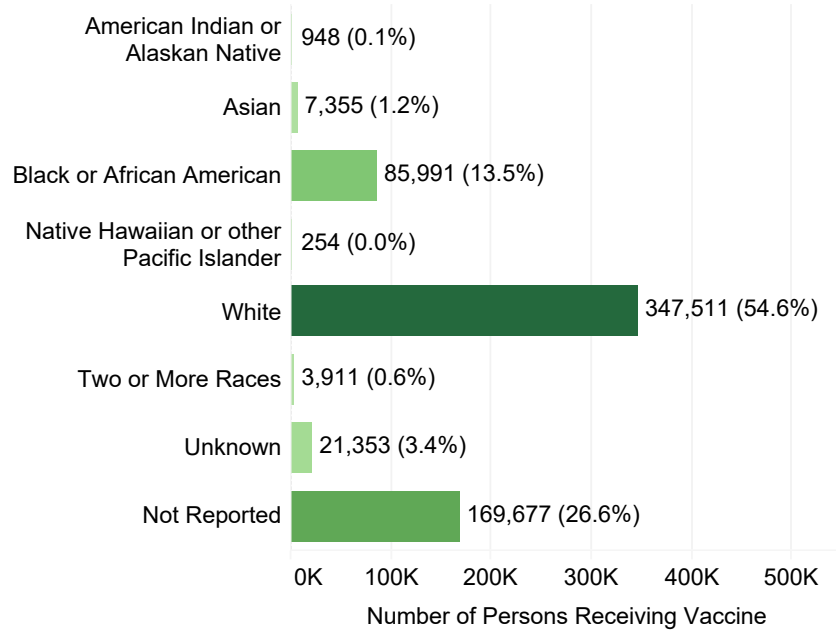 American Indian or
Alaskan Native
948 (0.1%)
Asian
7,355 (1.2%)
Black or African American
85,991 (13.5%)
Native Hawaiian or other
Pacific Islander
254 (0.0%)
White
347,511 (54.6%)
Two or More Races
3,911 (0.6%)
Unknown
21,353 (3.4%)
Not Reported
169,677 (26.6%)
0K 100K 200K 300K 400K 500K
Number of Persons Receiving Vaccine